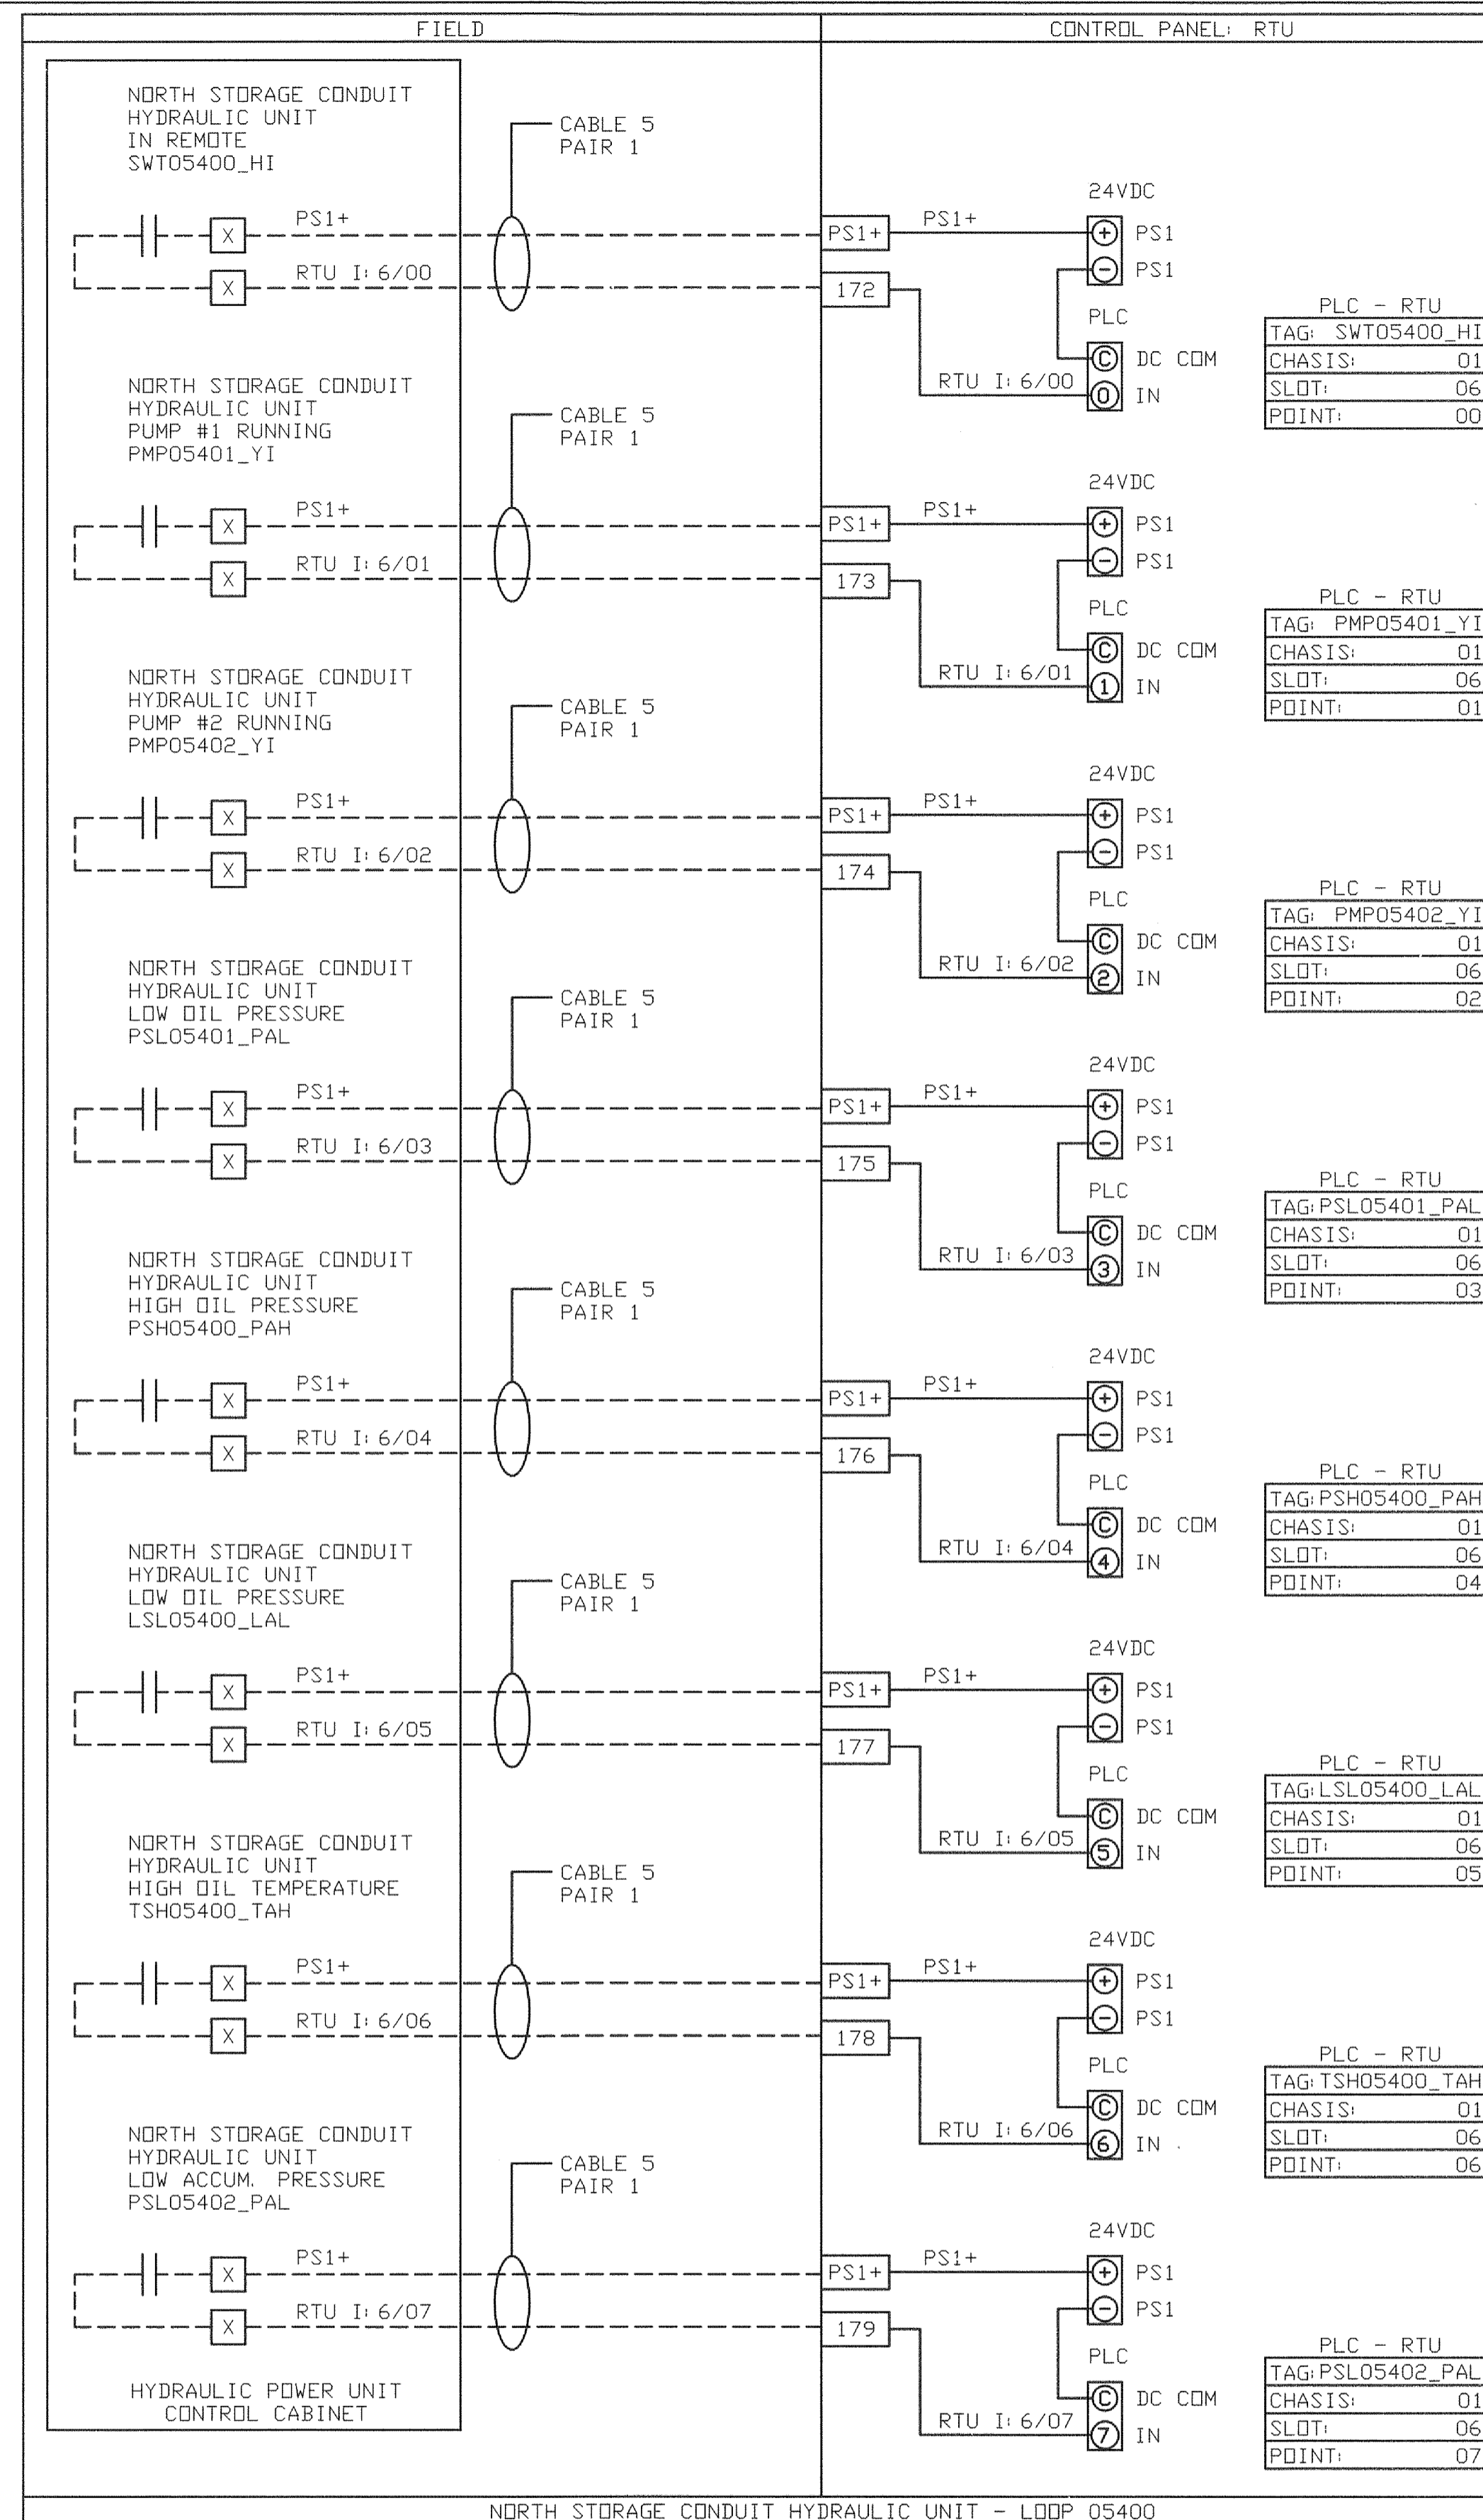 FIELD
CONTROL PANEL: RTU
NORTH STORAGE CONDUIT
HYDRAULIC UNIT
IN REMOTE
SWT05400_HI
CABLE 5
PAIR 1
24VDC
X
PS1+
PS1+
PS1+
+ PS1
- PS1
X
RTU I:6/00
172
PLC
C DC COM
RTU I:6/00
0 IN
PLC - RTU
TAG: SWT05400_HI
CHASIS: 01
SLOT: 06
POINT: 00
NORTH STORAGE CONDUIT
HYDRAULIC UNIT
PUMP #1 RUNNING
PMP05401_YI
CABLE 5
PAIR 1
24VDC
X
PS1+
PS1+
PS1+
+ PS1
- PS1
X
RTU I:6/01
173
PLC
C DC COM
RTU I:6/01
1 IN
PLC - RTU
TAG: PMP05401_YI
CHASIS: 01
SLOT: 06
POINT: 01
NORTH STORAGE CONDUIT
HYDRAULIC UNIT
PUMP #2 RUNNING
PMP05402_YI
CABLE 5
PAIR 1
24VDC
X
PS1+
PS1+
PS1+
+ PS1
- PS1
X
RTU I:6/02
174
PLC
C DC COM
RTU I:6/02
2 IN
PLC - RTU
TAG: PMP05402_YI
CHASIS: 01
SLOT: 06
POINT: 02
NORTH STORAGE CONDUIT
HYDRAULIC UNIT
LOW OIL PRESSURE
PSL05401_PAL
CABLE 5
PAIR 1
24VDC
X
PS1+
PS1+
PS1+
+ PS1
- PS1
X
RTU I:6/03
175
PLC
C DC COM
RTU I:6/03
3 IN
PLC - RTU
TAG:PSL05401_PAL
CHASIS: 01
SLOT: 06
POINT: 03
NORTH STORAGE CONDUIT
HYDRAULIC UNIT
HIGH OIL PRESSURE
PSH05400_PAH
CABLE 5
PAIR 1
24VDC
X
PS1+
PS1+
PS1+
+ PS1
- PS1
X
RTU I:6/04
176
PLC
C DC COM
RTU I:6/04
4 IN
PLC - RTU
TAG:PSH05400_PAH
CHASIS: 01
SLOT: 06
POINT: 04
NORTH STORAGE CONDUIT
HYDRAULIC UNIT
LOW OIL PRESSURE
LSL05400_LAL
CABLE 5
PAIR 1
24VDC
X
PS1+
PS1+
PS1+
+ PS1
- PS1
X
RTU I:6/05
177
PLC
C DC COM
RTU I:6/05
5 IN
PLC - RTU
TAG:LSL05400_LAL
CHASIS: 01
SLOT: 06
POINT: 05
NORTH STORAGE CONDUIT
HYDRAULIC UNIT
HIGH OIL TEMPERATURE
TSH05400_TAH
CABLE 5
PAIR 1
24VDC
X
PS1+
PS1+
PS1+
+ PS1
- PS1
X
RTU I:6/06
178
PLC
C DC COM
RTU I:6/06
6 IN
PLC - RTU
TAG:TSH05400_TAH
CHASIS: 01
SLOT: 06
POINT: 06
NORTH STORAGE CONDUIT
HYDRAULIC UNIT
LOW ACCUM. PRESSURE
PSL05402_PAL
CABLE 5
PAIR 1
24VDC
X
PS1+
PS1+
PS1+
+ PS1
- PS1
X
RTU I:6/07
179
PLC
C DC COM
RTU I:6/07
7 IN
PLC - RTU
TAG:PSL05402_PAL
CHASIS: 01
SLOT: 06
POINT: 07
HYDRAULIC POWER UNIT
CONTROL CABINET
NORTH STORAGE CONDUIT HYDRAULIC UNIT - LOOP 05400